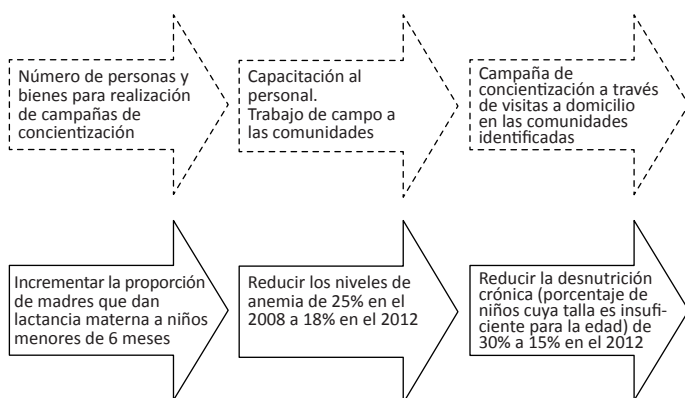 Número de personas y
bienes para realización
de campañas de
concientización
Capacitación al
personal.
Trabajo de campo a
las comunidades
Campaña de
concientización a través
de visitas a domicilio
en las comunidades
identificadas
Incrementar la proporción
de madres que dan
lactancia materna a niños
menores de 6 meses
Reducir los niveles de
anemia de 25% en el
2008 a 18% en el 2012
Reducir la desnutrición
crónica (porcentaje de
niños cuya talla es insufi-
ciente para la edad) de
30% a 15% en el 2012